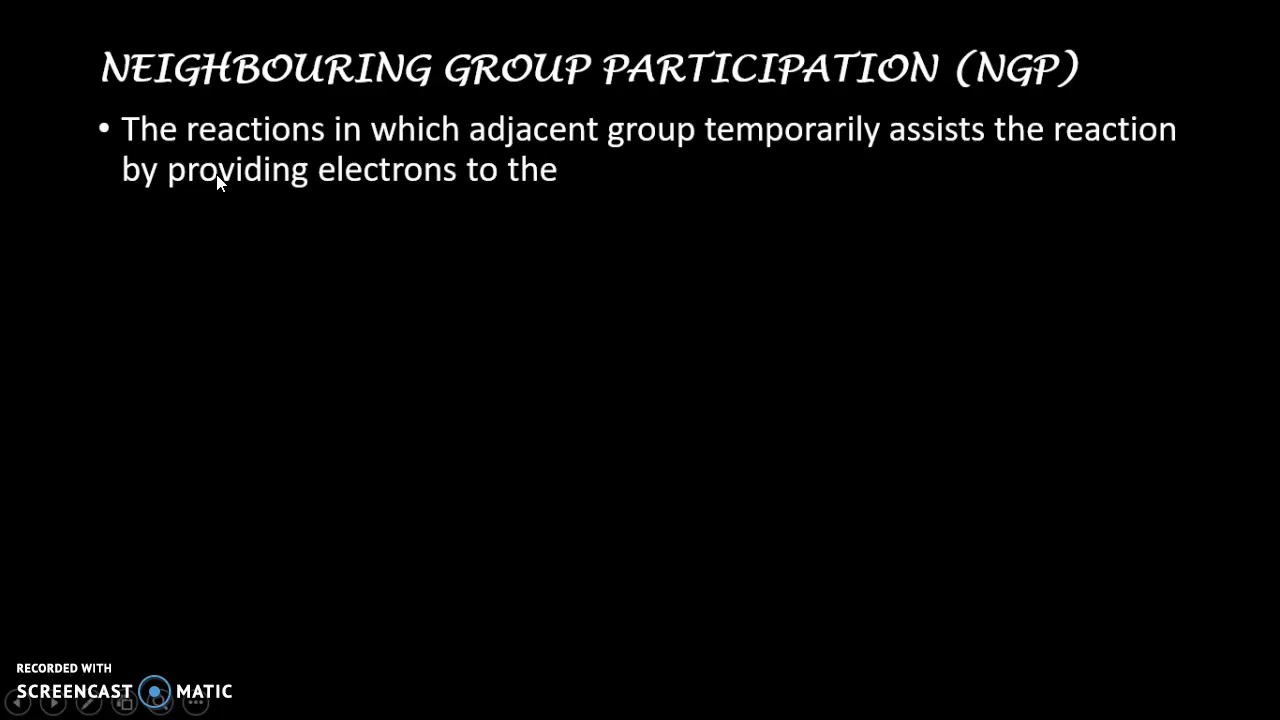 NEIGHBOURING GROUP PARTICIPATION (NGP)
• The reactions in which adjacent group temporarily assists the reaction
by providing electrons to the
RECORDED WITH
SCREENCAST MATIC